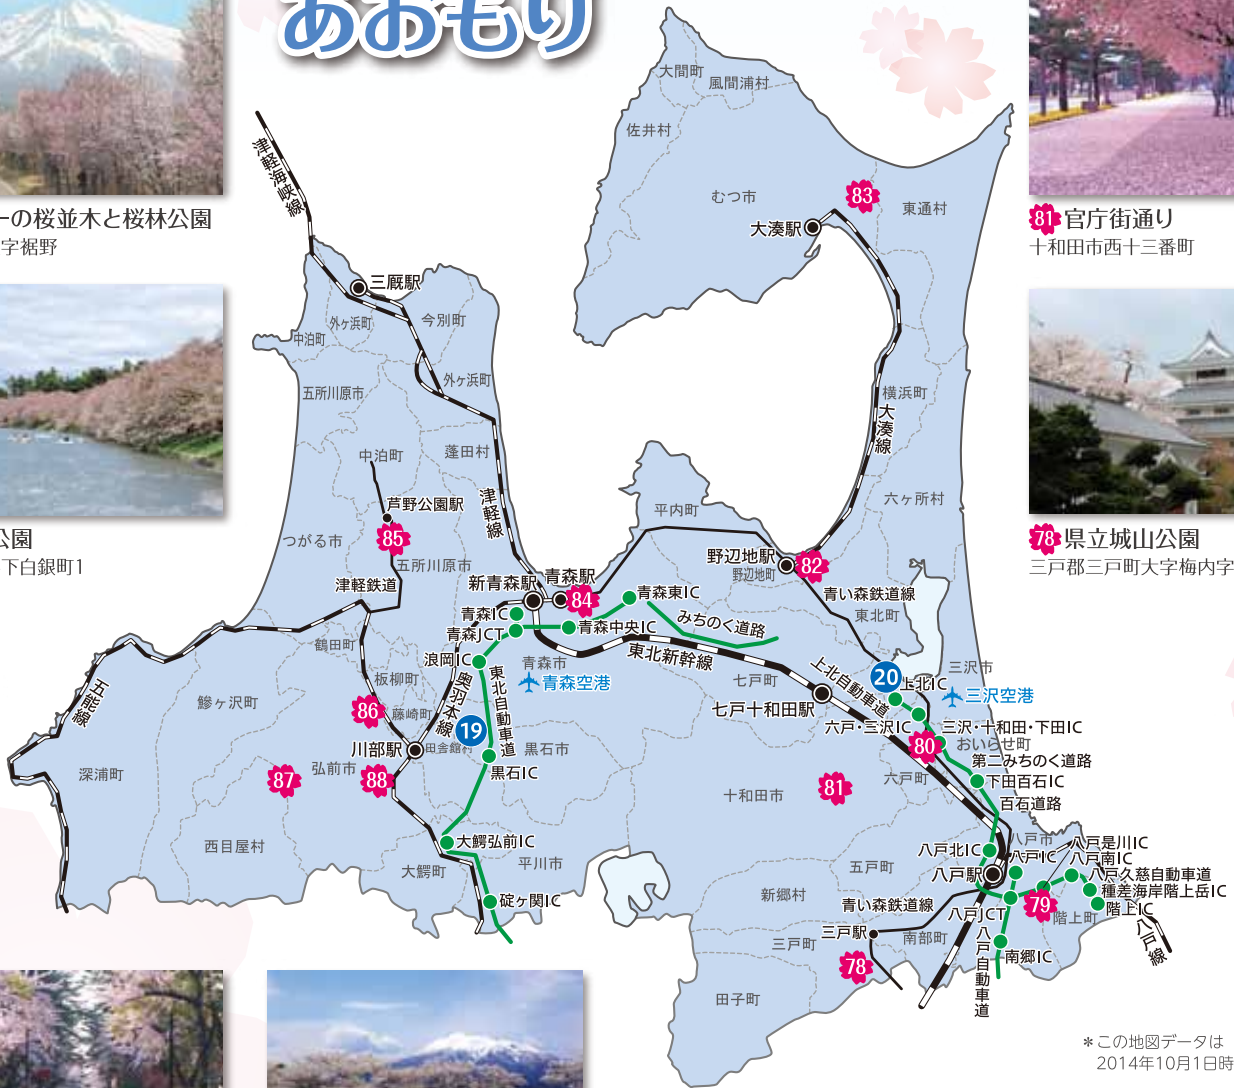 あおもり
一の桜並木と桜林公園
字裾野
公園
下白銀町1
81 官庁街通り
十和田市西十三番町
78 県立城山公園
三戸郡三戸町大字梅内字
大間町
風間浦村
佐井村
むつ市
83
東通村
大湊駅
津軽海峡線
三厩駅
外ヶ浜町
今別町
中泊町
外ヶ浜町
五所川原市
横浜町
大湊線
中泊町
蓬田村
津軽線
芦野公園駅
平内町
六ヶ所村
85
つがる市
五所川原市
野辺地駅
82
野辺地町
津軽鉄道
新青森駅
青森駅
84
青森東IC
青い森鉄道線
青森IC
東北町
青森JCT
青森中央IC
みちのく道路
鶴田町
浪岡IC
青森市
東北新幹線
三沢市
板柳町
奥羽本線
東北自動車道
青森空港
七戸町
上北自動車道
20
上北IC
三沢空港
五能線
鰺ヶ沢町
86
藤崎町
19
七戸十和田駅
六戸・三沢IC
三沢・十和田・下田IC
川部駅
田舎館村
黒石市
80
おいらせ町
第二みちのく道路
深浦町
87
弘前市
88
黒石IC
81
六戸町
下田百石IC
十和田市
百石道路
西目屋村
大鰐弘前IC
八戸市
八戸是川IC
八戸北IC
八戸IC
八戸南IC
大鰐町
平川市
五戸町
八戸駅
八戸久慈自動車道
新郷村
種差海岸階上岳IC
碇ヶ関IC
青い森鉄道線
八戸JCT
79
階上IC
階上町
三戸駅
三戸町
南部町
八戸線
78
南郷IC
八戸自動車道
田子町
＊この地図データは
2014年10月1日時